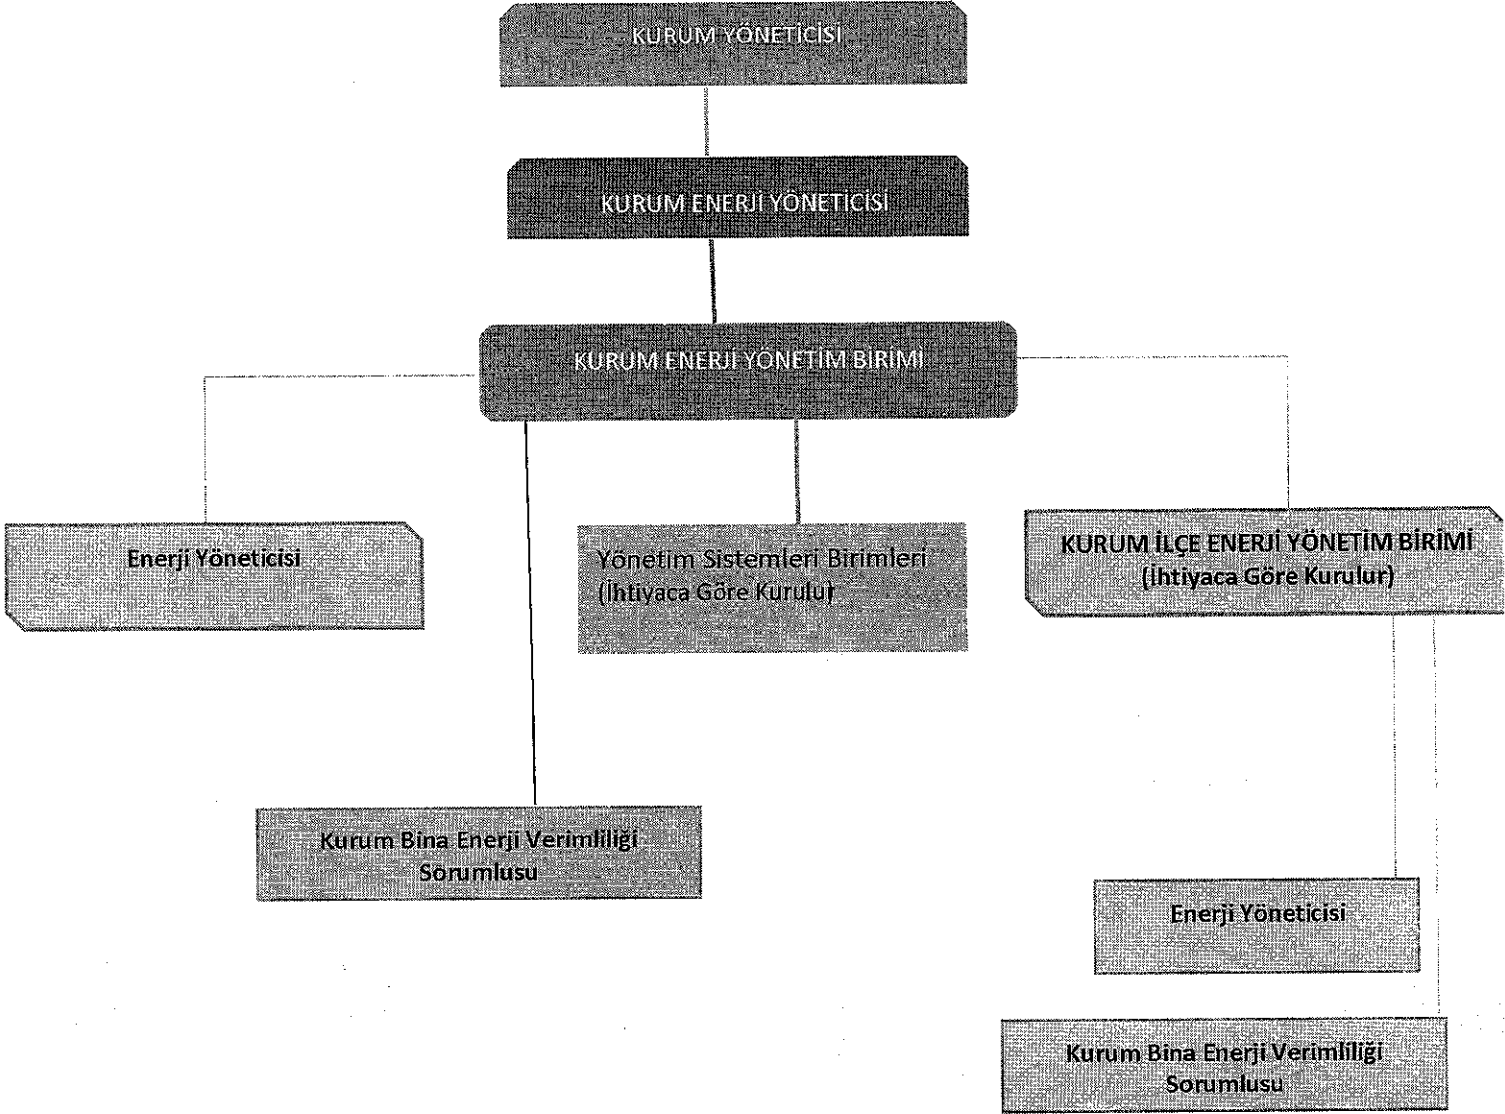 KURUM YÖNETİCİSİ
KURUM ENERJİ YÖNETİCİSİ
KURUM ENERJİ YÖNETİM BİRİMİ
Enerji Yöneticisi
Yönetim Sistemleri Birimleri
(İhtiyaca Göre Kurulur)
KURUM İLÇE ENERJİ YÖNETİM BİRİMİ
(İhtiyaca Göre Kurulur)
Kurum Bina Enerji Verimliliği
Sorumlusu
Enerji Yöneticisi
Kurum Bina Enerji Verimliliği
Sorumlusu